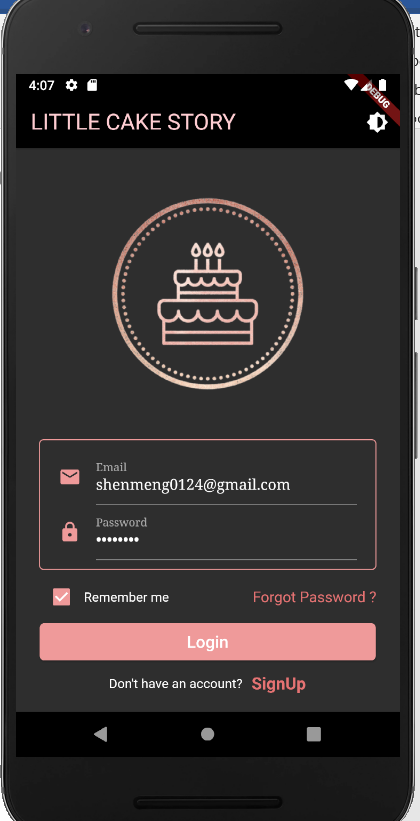 4:07
DEBUG
LITTLE CAKE STORY
Email
shenmeng0124@gmail.com
Password
••••••••
Remember me
Forgot Password ?
Login
Don't have an account? SignUp